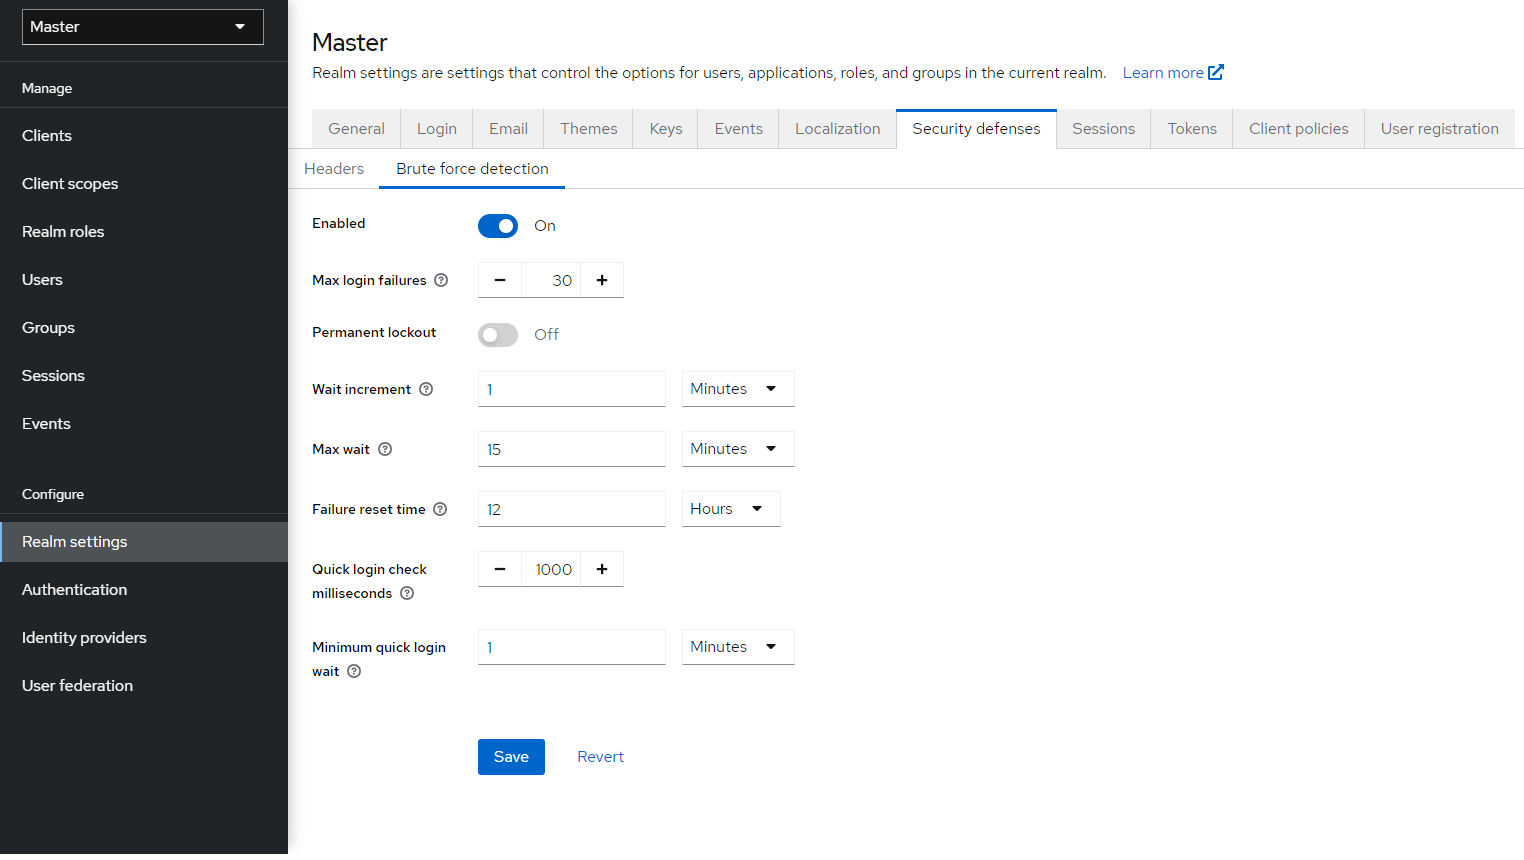 Master
Manage
Clients
Client scopes
Realm roles
Users
Groups
Sessions
Events
Configure
Realm settings
Authentication
Identity providers
User federation
Master
Realm settings are settings that control the options for users, applications, roles, and groups in the current realm. Learn more
General Login Email Themes Keys Events Localization Security defenses Sessions Tokens Client policies User registration
Headers Brute force detection
Enabled On
Max login failures 30
Permanent lockout Off
Wait increment 1 Minutes
Max wait 15 Minutes
Failure reset time 12 Hours
Quick login check 1000
milliseconds
Minimum quick login 1 Minutes
wait
Save Revert